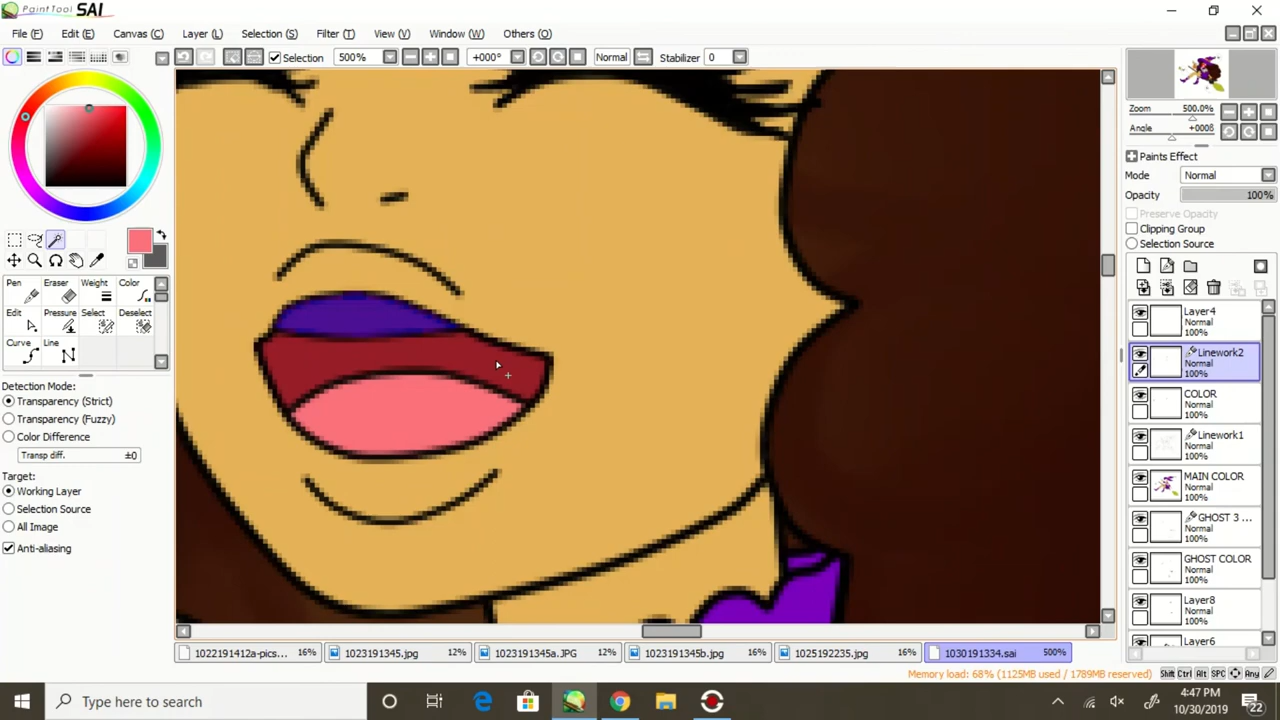 PaintTool SAI
File (F) Edit (E) Canvas (C) Layer (L) Selection (S) Filter (T) View (V) Window (W) Others (O)
Selection 500% +000° Normal Stabilizer 0
Zoom 500.0%
Angle +000ß
Paints Effect
Mode Normal
Opacity 100%
Preserve Opacity
Clipping Group
Selection Source
Pen Eraser Weight Color
Edit Pressure Select Deselect
Curve Line
Detection Mode:
Transparency (Strict)
Transparency (Fuzzy)
Color Difference
Transp diff. ±0
Target:
Working Layer
Selection Source
All Image
Anti-aliasing
Layer4
Normal
100%
Linework2
Normal
100%
COLOR
Normal
100%
Linework1
Normal
100%
MAIN COLOR
Normal
100%
GHOST 3 ...
Normal
100%
GHOST COLOR
Normal
100%
Layer8
Normal
100%
Layer6
Normal
1022191412a-pics... 16% 1023191345.jpg 12% 1023191345a.JPG 12% 1023191345b.jpg 16% 1025192235.jpg 16% 1030191334.sai 500%
Memory load: 68% (1125MB used / 1789MB reserved) Shift Ctrl Alt SPC Any
Type here to search
4:47 PM
10/30/2019
22